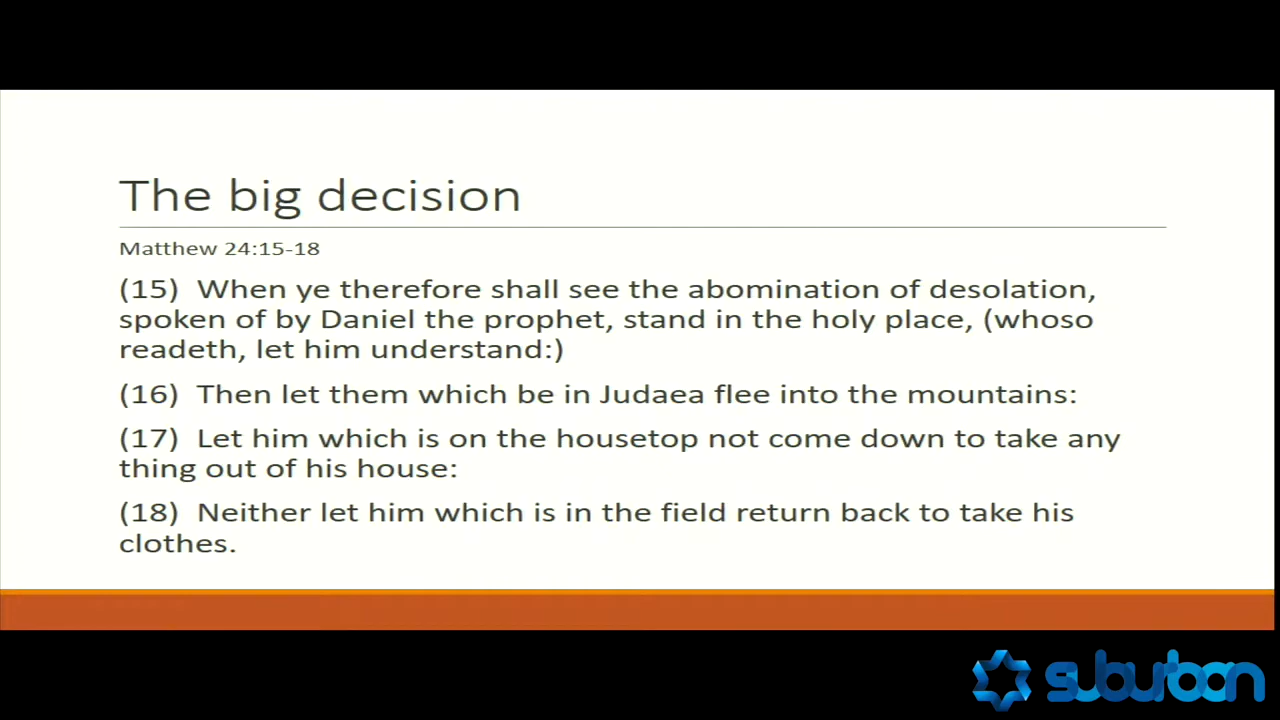 The big decision
Matthew 24:15-18
(15) When ye therefore shall see the abomination of desolation,
spoken of by Daniel the prophet, stand in the holy place, (whoso
readeth, let him understand:)
(16) Then let them which be in Judaea flee into the mountains:
(17) Let him which is on the housetop not come down to take any
thing out of his house:
(18) Neither let him which is in the field return back to take his
clothes.
suburban